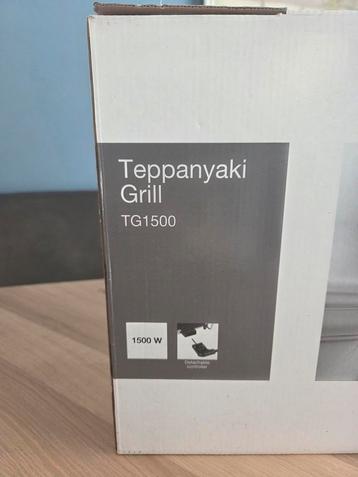 Teppanyaki
Grill
TG1500
1500 W
Detachable
controller